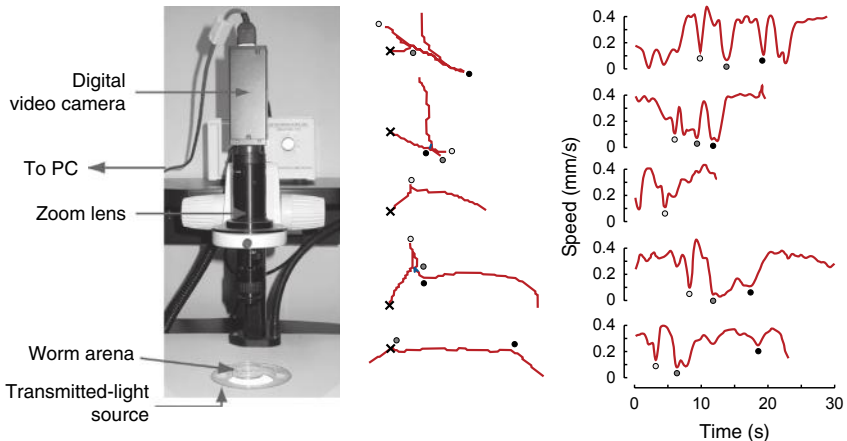 Digital
video camera
To PC
Zoom lens
Worm arena
Transmitted-light
source
Speed (mm/s)
0.4
0.2
0
0.4
0.2
0
0.4
0.2
0
0.4
0.2
0
0.4
0.2
0
0 10 20 30
Time (s)